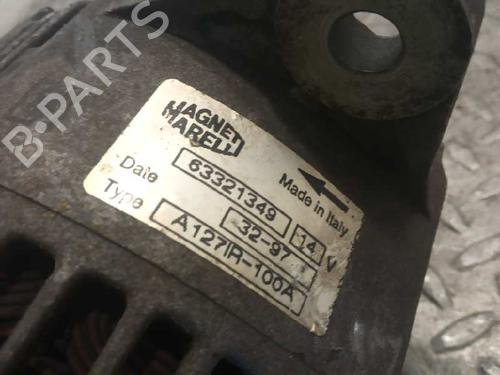 B-PARTS
MAGNETI
MARELLI
63321349
Made in Italy
Date
32-97
14
V
Type
A127IR-100A